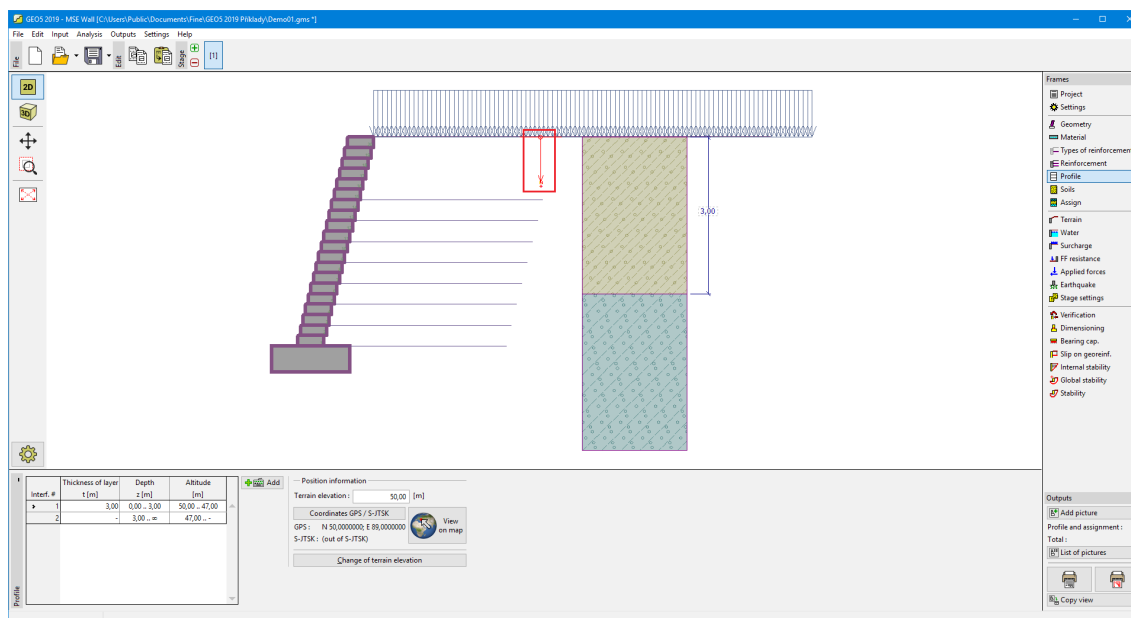 GEO5 2019 - MSE Wall [C:\Users\Public\Documents\Fine\GEO5 2019 Příklady\Demo01.gms *]
File Edit Input Analysis Outputs Settings Help
File
Edit
Stage
[1]
2D
3D
3,00
Frames
Project
Settings
Geometry
Material
Types of reinforcement
Reinforcement
Profile
Soils
Assign
Terrain
Water
Surcharge
FF resistance
Applied forces
Earthquake
Stage settings
Verification
Dimensioning
Bearing cap.
Slip on georeinf.
Internal stability
Global stability
Stability
Profile
Interf. # Thickness of layer Depth Altitude
t [m] z [m] [m]
1 3,00 0,00 .. 3,00 50,00 .. 47,00
2 - 3,00 .. ∞ 47,00 .. -
Add
Position information
Terrain elevation : 50,00 [m]
Coordinates GPS / S-JTSK
GPS : N 50,0000000; E 89,0000000
S-JTSK : (out of S-JTSK)
View
on map
Change of terrain elevation
Outputs
Add picture
Profile and assignment :
Total :
List of pictures
Copy view